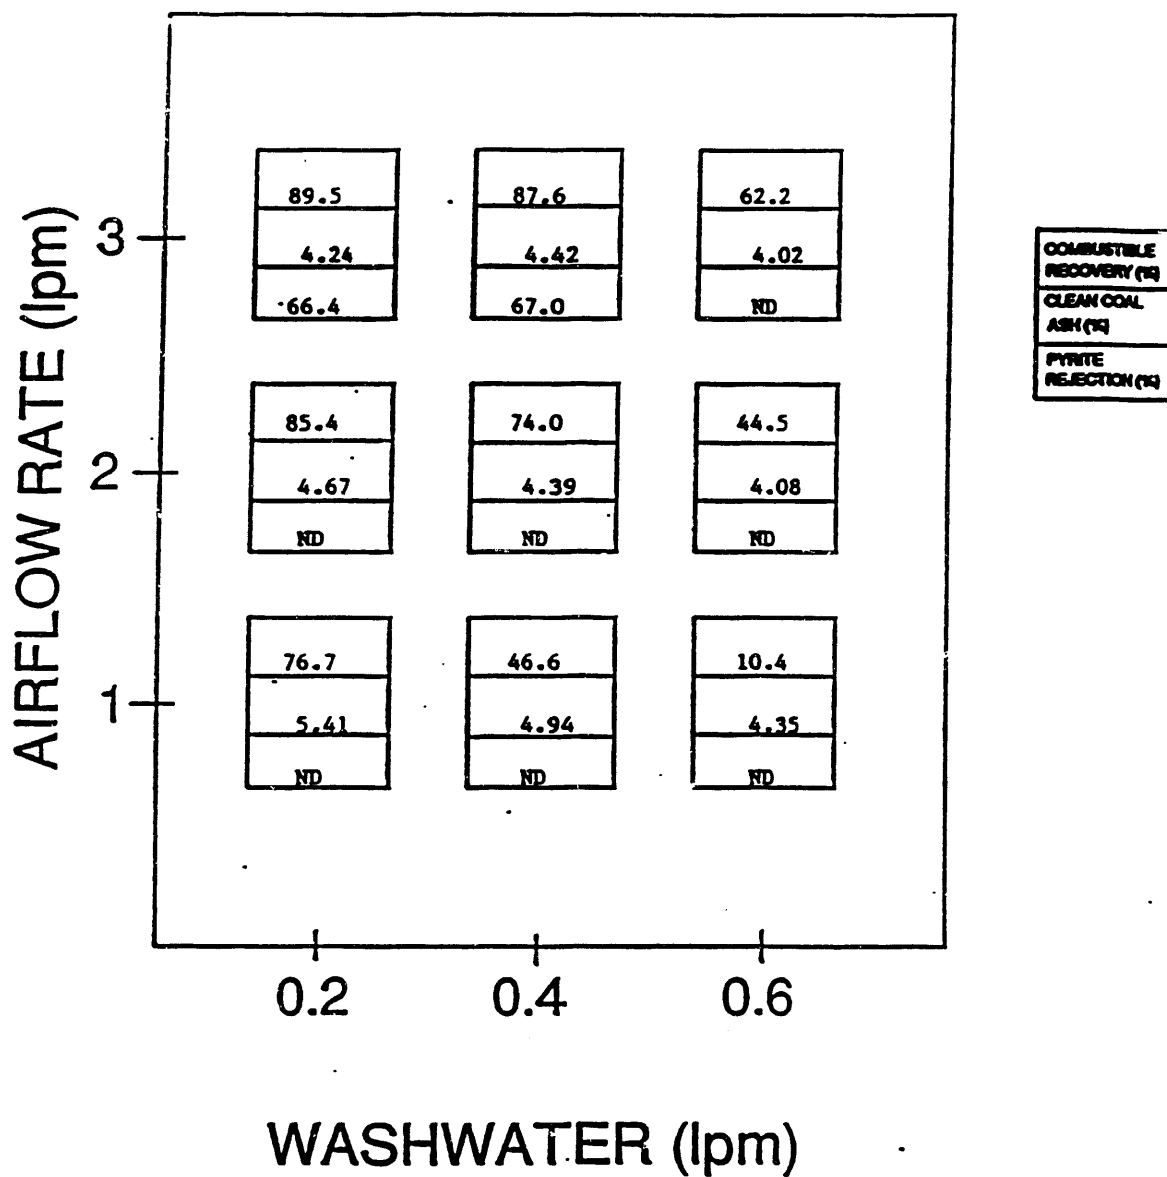 89.5
87.6
62.2
4.24
4.42
4.02
66.4
67.0
ND
85.4
74.0
44.5
4.67
4.39
4.08
ND
ND
ND
76.7
46.6
10.4
5.41
4.94
4.35
ND
ND
ND
3
2
1
AIRFLOW RATE (lpm)
0.2
0.4
0.6
WASHWATER (lpm)
COMBUSTIBLE
RECOVERY (%)
CLEAN COAL
ASH (%)
PYRITE
REJECTION (%)